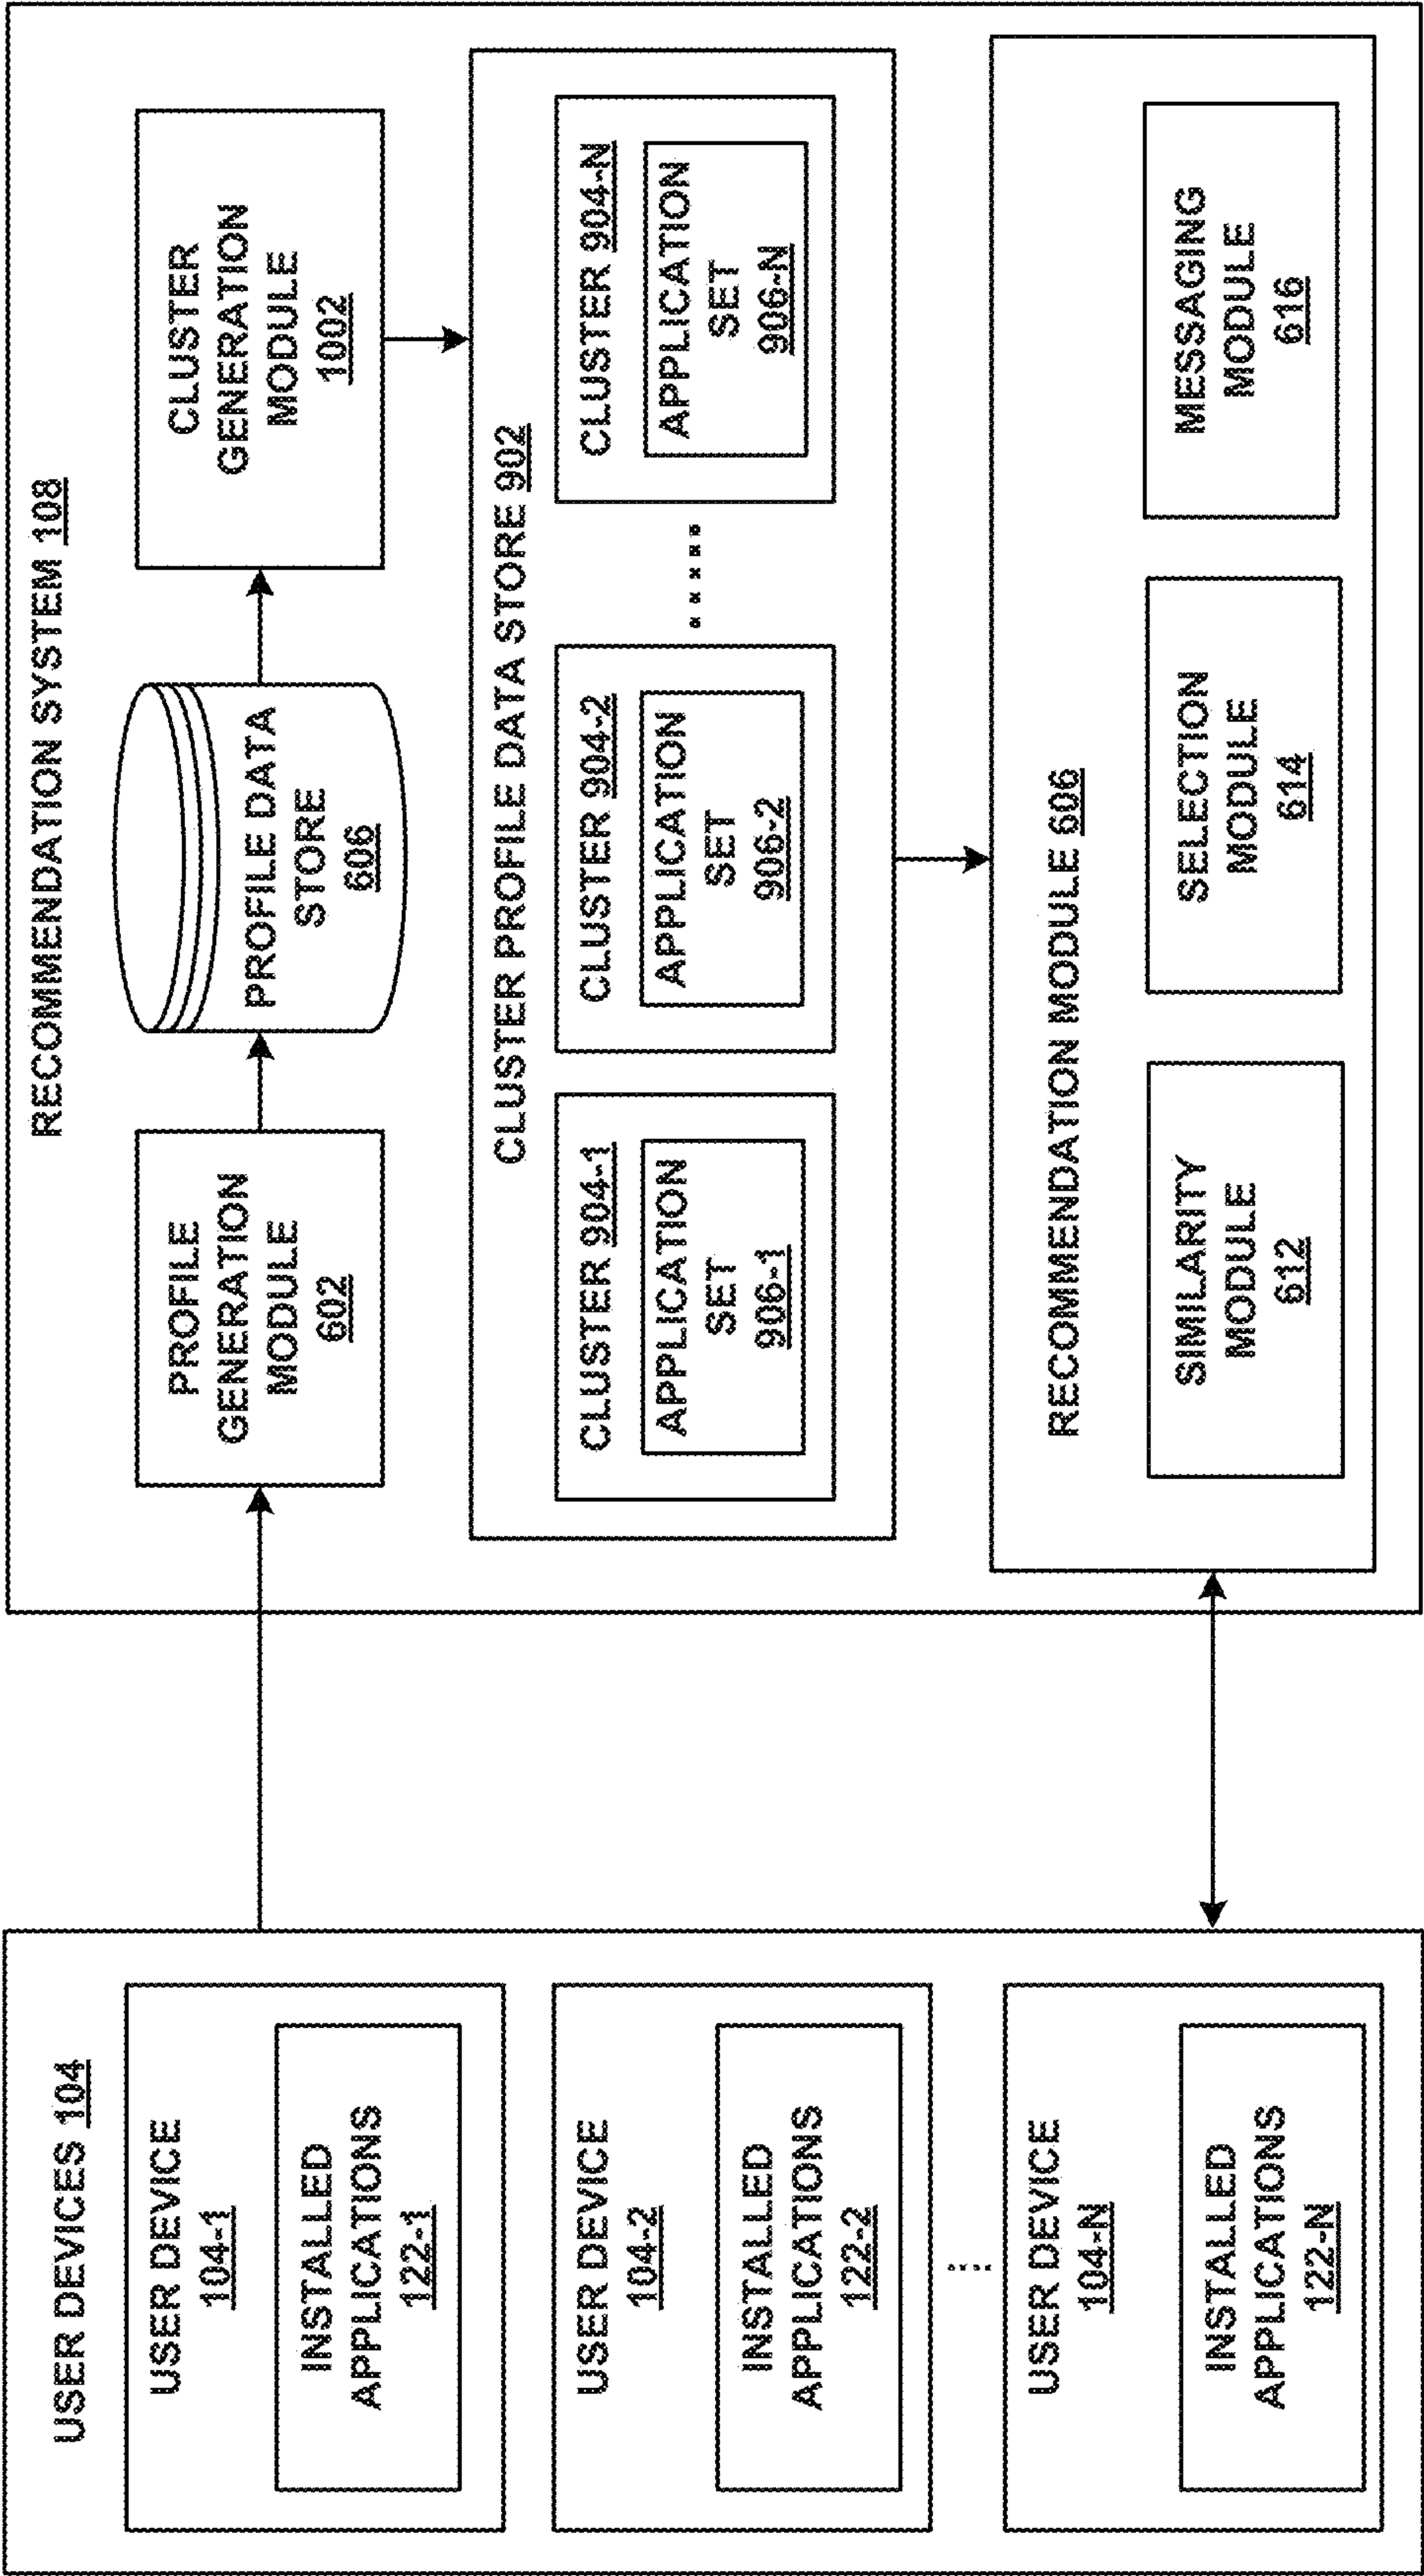 USER DEVICES 104
USER DEVICE
104-1
INSTALLED
APPLICATIONS
122-1
USER DEVICE
104-2
INSTALLED
APPLICATIONS
122-2
USER DEVICE
104-N
INSTALLED
APPLICATIONS
122-N
RECOMMENDATION SYSTEM 108
PROFILE
GENERATION
MODULE
602
PROFILE DATA
STORE
606
CLUSTER
GENERATION
MODULE
1002
CLUSTER PROFILE DATA STORE 902
CLUSTER 904-1
APPLICATION
SET
906-1
CLUSTER 904-2
APPLICATION
SET
906-2
CLUSTER 904-N
APPLICATION
SET
906-N
RECOMMENDATION MODULE 606
SIMILARITY
MODULE
612
SELECTION
MODULE
614
MESSAGING
MODULE
616